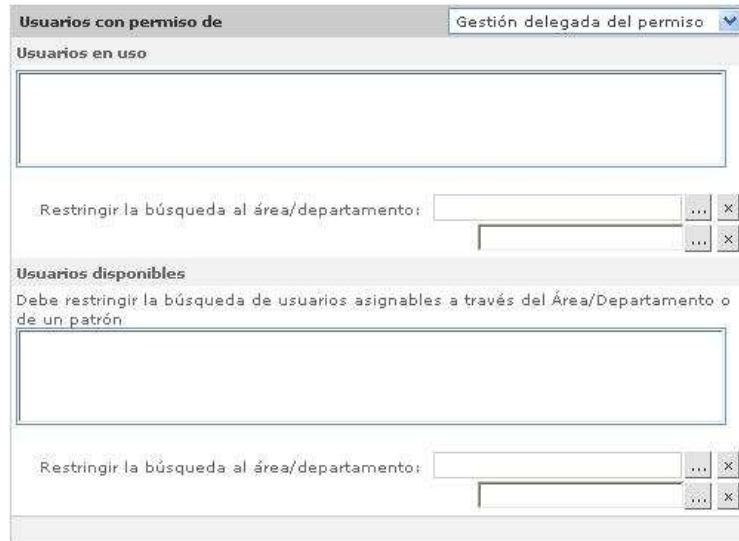 Usuarios con permiso de Gestión delegada del permiso
Usuarios en uso
Restringir la búsqueda al área/departamento: ... ×
... ×
Usuarios disponibles
Debe restringir la búsqueda de usuarios asignables a través del Área/Departamento o
de un patrón
Restringir la búsqueda al área/departamento: ... ×
... ×